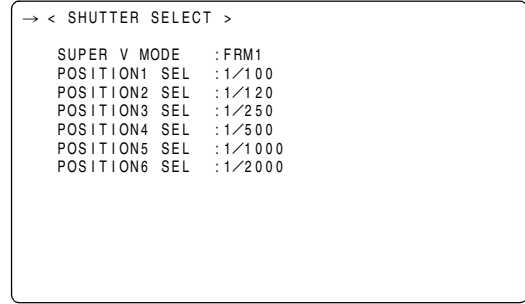 → < SHUTTER SELECT >
SUPER V MODE :FRM1
POSITION1 SEL :1/100
POSITION2 SEL :1/120
POSITION3 SEL :1/250
POSITION4 SEL :1/500
POSITION5 SEL :1/1000
POSITION6 SEL :1/2000